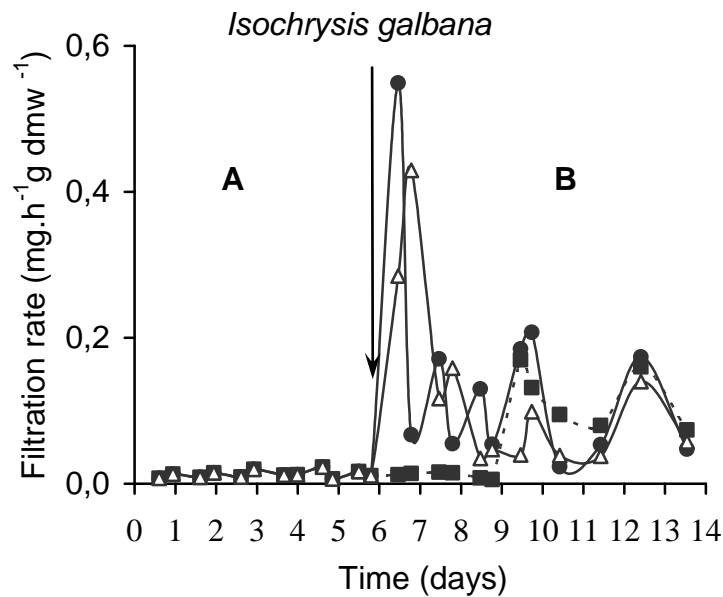 Isochrysis galbana
0,6
0,4
0,2
0,0
A
B
Filtration rate (mg.h⁻¹g dmw ⁻¹)
0 1 2 3 4 5 6 7 8 9 10 11 12 13 14
Time (days)